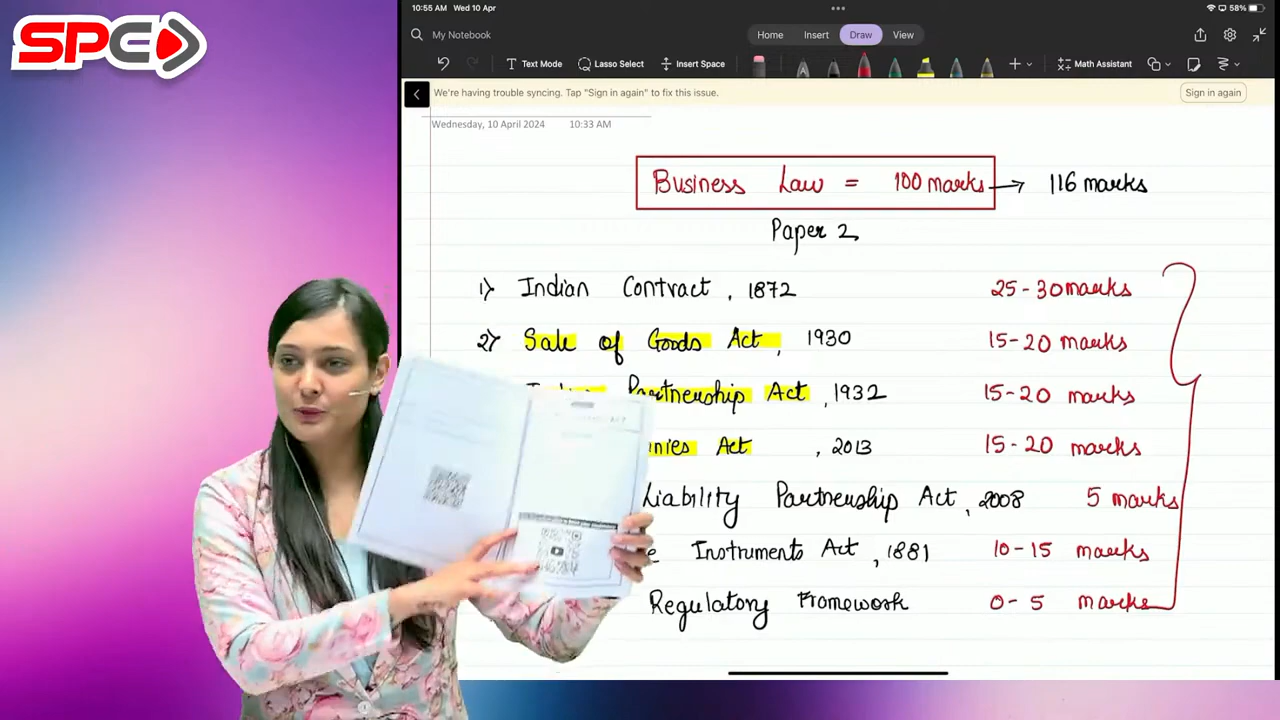 SPC
10:55 AM Wed 10 Apr
58%
My Notebook
Home Insert Draw View
Text Mode Lasso Select Insert Space Math Assistant
We're having trouble syncing. Tap "Sign in again" to fix this issue.
Sign in again
Wednesday, 10 April 2024 10:33 AM
Business Law = 100 marks → 116 marks
Paper 2
1) Indian Contract, 1872 25-30 marks
2) Sale of Goods Act, 1930 15-20 marks
Partnership Act, 1932 15-20 marks
nies Act, 2013 15-20 marks
Liability Partnership Act, 2008 5 marks
e Instruments Act, 1881 10-15 marks
Regulatory Framework 0-5 marks